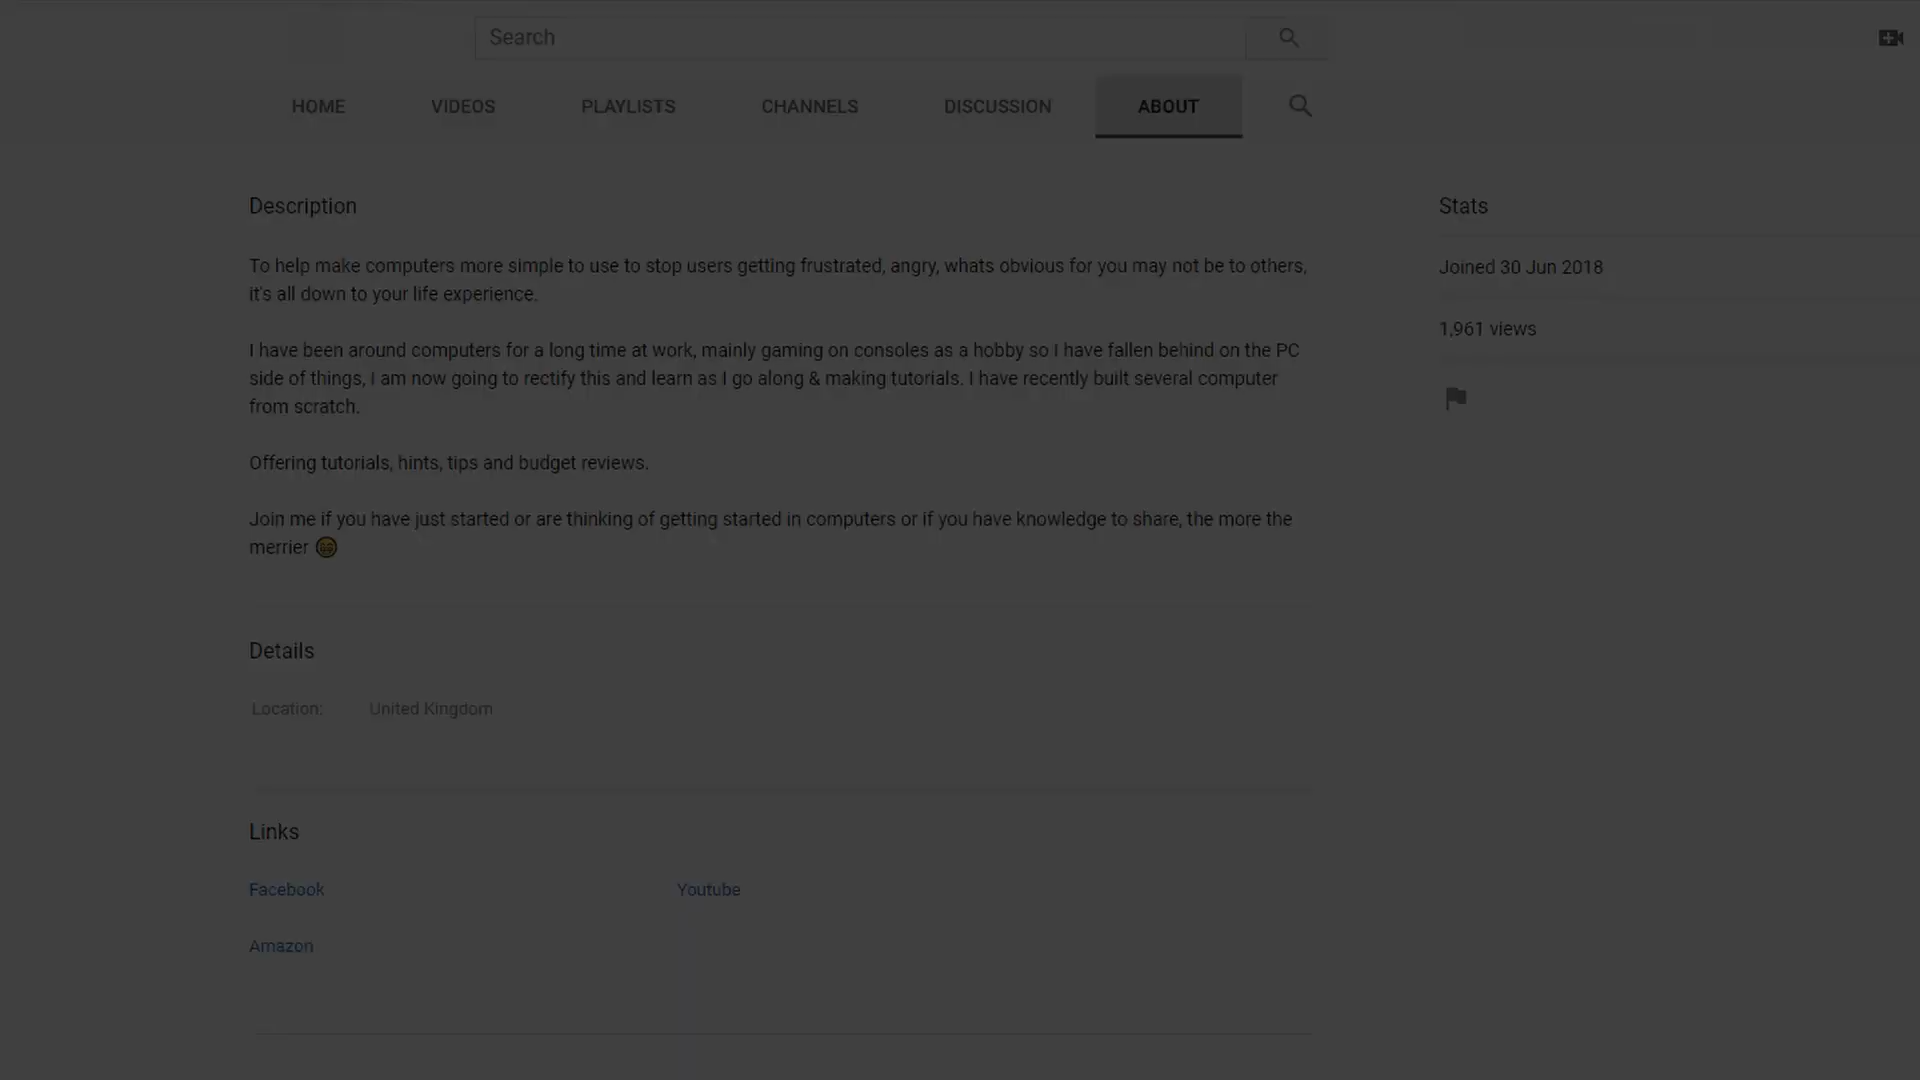 Search
HOME VIDEOS PLAYLISTS CHANNELS DISCUSSION ABOUT
Description
To help make computers more simple to use to stop users getting frustrated, angry, whats obvious for you may not be to others,
it's all down to your life experience.
I have been around computers for a long time at work, mainly gaming on consoles as a hobby so I have fallen behind on the PC
side of things, I am now going to rectify this and learn as I go along & making tutorials. I have recently built several computer
from scratch.
Offering tutorials, hints, tips and budget reviews.
Join me if you have just started or are thinking of getting started in computers or if you have knowledge to share, the more the
merrier 😁
Stats
Joined 30 Jun 2018
1,961 views
Details
Location: United Kingdom
Links
Facebook Youtube
Amazon